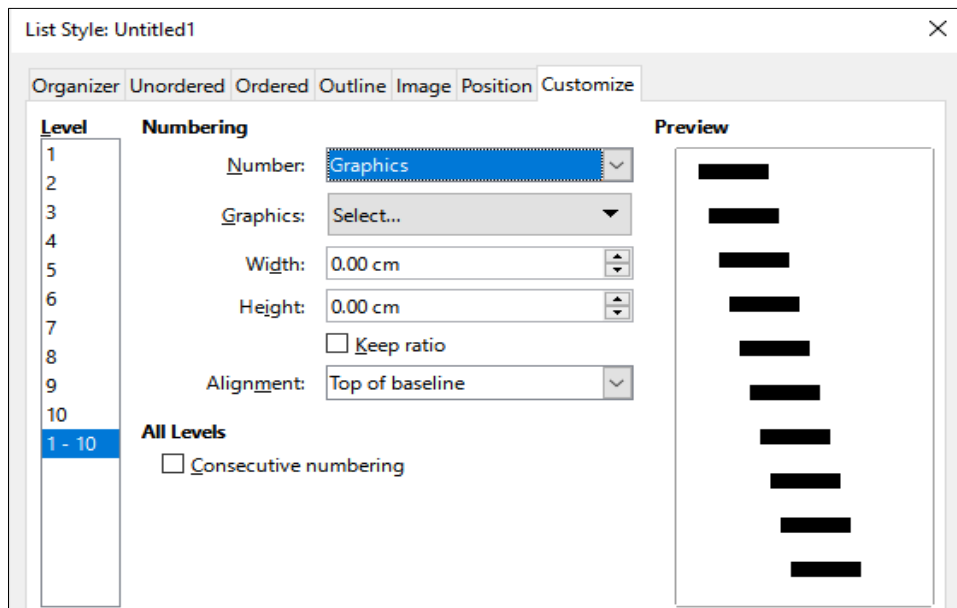 List Style: Untitled1
Organizer Unordered Ordered Outline Image Position Customize
Level
1
2
3
4
5
6
7
8
9
10
1 - 10
Numbering
Number: Graphics
Graphics: Select...
Width: 0.00 cm
Height: 0.00 cm
Keep ratio
Alignment: Top of baseline
All Levels
Consecutive numbering
Preview